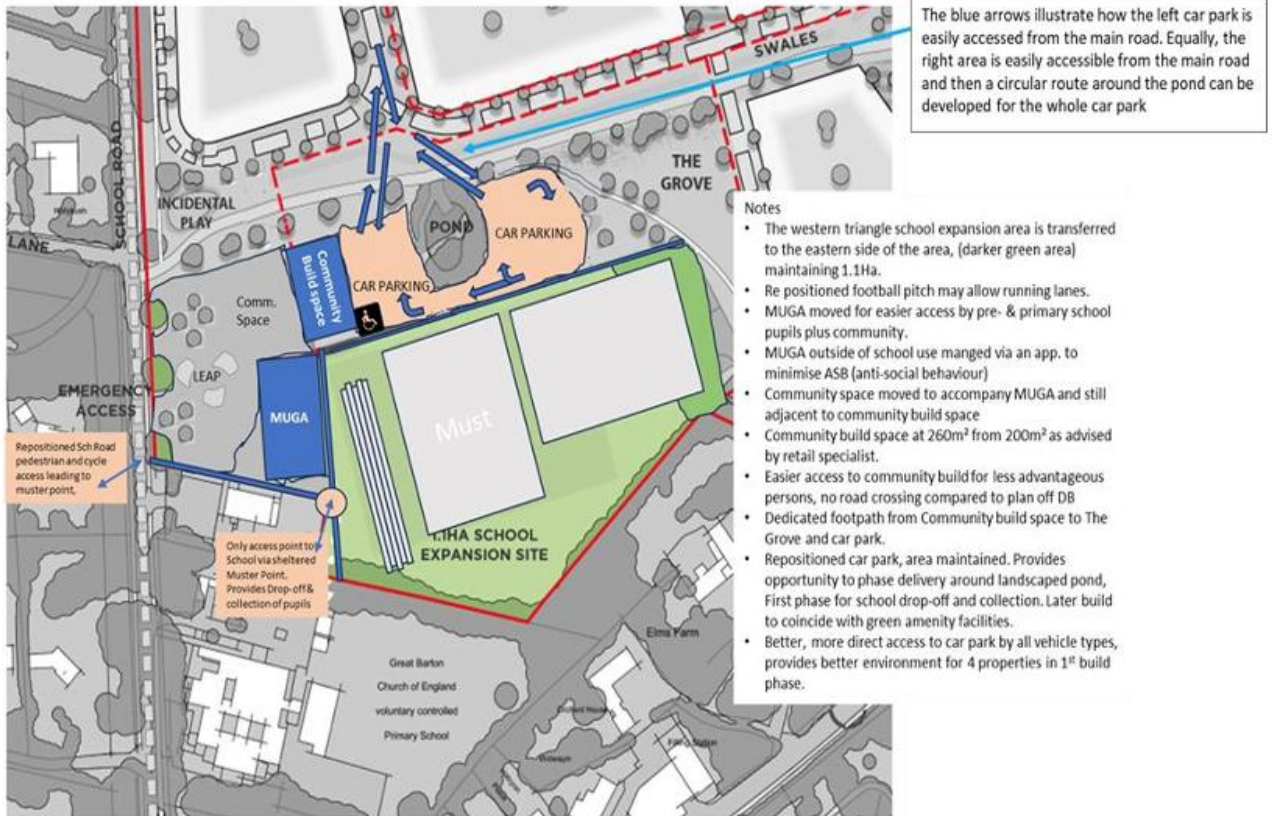 The blue arrows illustrate how the left car park is
easily accessed from the main road. Equally, the
right area is easily accessible from the main road
and then a circular route around the pond can be
developed for the whole car park
SWALES
SCHOOL ROAD
THE
GROVE
INCIDENTAL
PLAY
LANE
POND
CAR PARKING
CAR PARKING
Community
Build space
Comm.
Space
LEAP
EMERGENCY
ACCESS
MUGA
Must
Repositioned Sch Road
pedestrian and cycle
access leading to
muster point,
Only access point to
School via sheltered
Muster Point.
Provides Drop-off &
collection of pupils
1.1HA SCHOOL
EXPANSION SITE
Elms Farm
Great Barton
Church of England
voluntary controlled
Primary School
Orchard House
Filling Station
Notes
• The western triangle school expansion area is transferred
to the eastern side of the area, (darker green area)
maintaining 1.1Ha.
• Re positioned football pitch may allow running lanes.
• MUGA moved for easier access by pre- & primary school
pupils plus community.
• MUGA outside of school use manged via an app. to
minimise ASB (anti-social behaviour)
• Community space moved to accompany MUGA and still
adjacent to community build space
• Community build space at 260m² from 200m² as advised
by retail specialist.
• Easier access to community build for less advantageous
persons, no road crossing compared to plan off DB
• Dedicated footpath from Community build space to The
Grove and car park.
• Repositioned car park, area maintained. Provides
opportunity to phase delivery around landscaped pond,
First phase for school drop-off and collection. Later build
to coincide with green amenity facilities.
• Better, more direct access to car park by all vehicle types,
provides better environment for 4 properties in 1st build
phase.